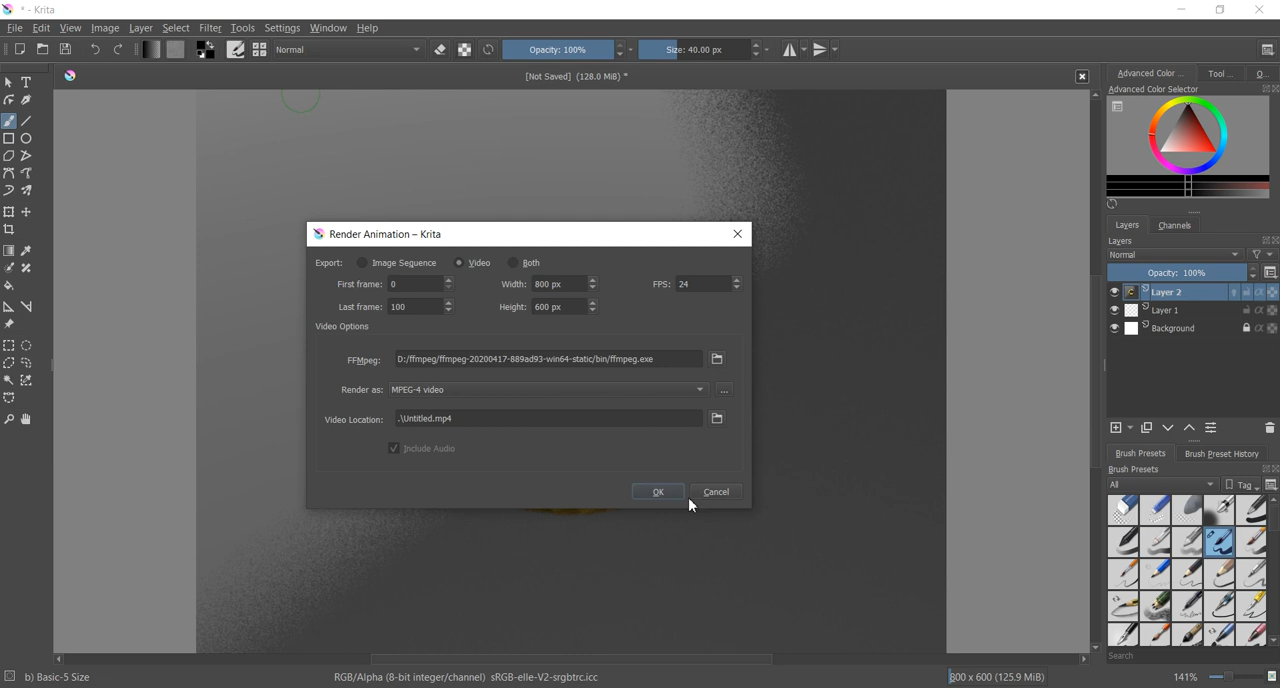 * - Krita
File Edit View Image Layer Select Filter Tools Settings Window Help
Normal Opacity: 100% Size: 40.00 px
[Not Saved] (128.0 MiB) *
Advanced Color ... Tool ... O...
Advanced Color Selector
Render Animation – Krita
Export: Image Sequence Video Both
First frame: 0 Width: 800 px FPS: 24
Last frame: 100 Height: 600 px
Video Options
FFMpeg: D:/ffmpeg/ffmpeg-20200417-889ad93-win64-static/bin/ffmpeg.exe
Render as: MPEG-4 video ...
Video Location: .\Untitled.mp4
Include Audio
OK Cancel
Layers Channels
Layers
Normal
Opacity: 100%
Layer 2
Layer 1
Background
Brush Presets Brush Preset History
Brush Presets
All Tag
Search
b) Basic-5 Size RGB/Alpha (8-bit integer/channel) sRGB-elle-V2-srgbtrc.icc 800 x 600 (125.9 MiB) 141%